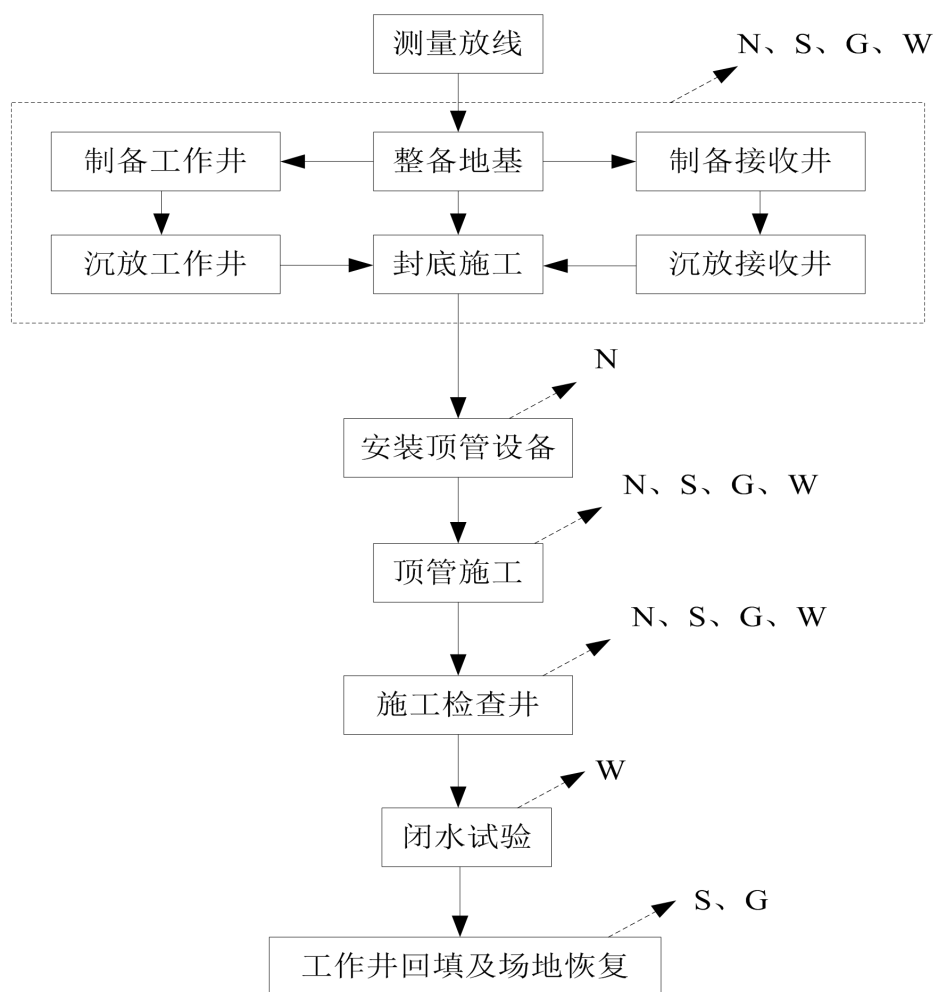 测量放线
N、S、G、W
制备工作井
整备地基
制备接收井
沉放工作井
封底施工
沉放接收井
N
安装顶管设备
N、S、G、W
顶管施工
N、S、G、W
施工检查井
W
闭水试验
S、G
工作井回填及场地恢复